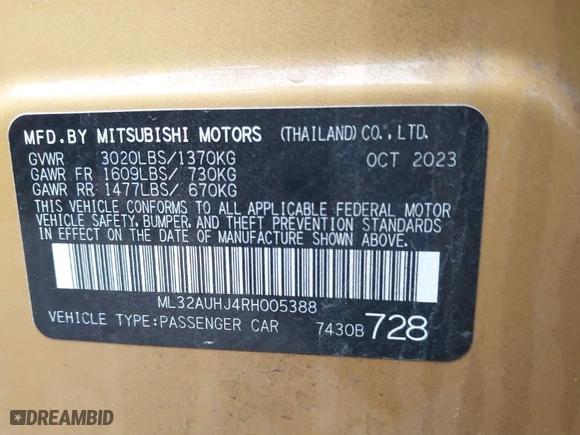 MFD.BY MITSUBISHI MOTORS (THAILAND)CO.,LTD.
GVWR 3020LBS/1370KG OCT 2023
GAWR FR 1609LBS/ 730KG
GAWR RR 1477LBS/ 670KG
THIS VEHICLE CONFORMS TO ALL APPLICABLE FEDERAL MOTOR
VEHICLE SAFETY, BUMPER, AND THEFT PREVENTION STANDARDS
IN EFFECT ON THE DATE OF MANUFACTURE SHOWN ABOVE.
ML32AUHJ4RH005388
VEHICLE TYPE:PASSENGER CAR 7430B 728
DREAMBID